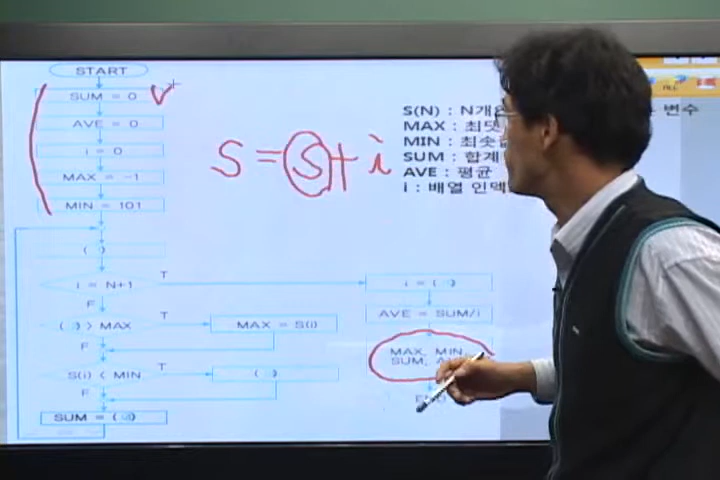 START
SUM = 0
AVE = 0
i = 0
MAX = -1
MIN = 101
i = N+1
T
F
> MAX
T
MAX = S(i)
F
S(i) < MIN
T
F
SUM =
S = S + i
S(N) : N개
변수
MAX : 최댓
MIN : 최솟값
SUM : 합계
AVE : 평균
i : 배열 인덱
i =
AVE = SUM/i
MAX, MIN,
SUM,